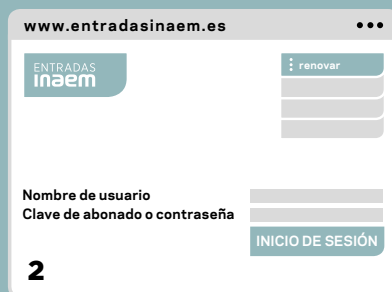 www.entradasinaem.es
ENTRADAS
inaem
renovar
Nombre de usuario
Clave de abonado o contraseña
INICIO DE SESIÓN
2